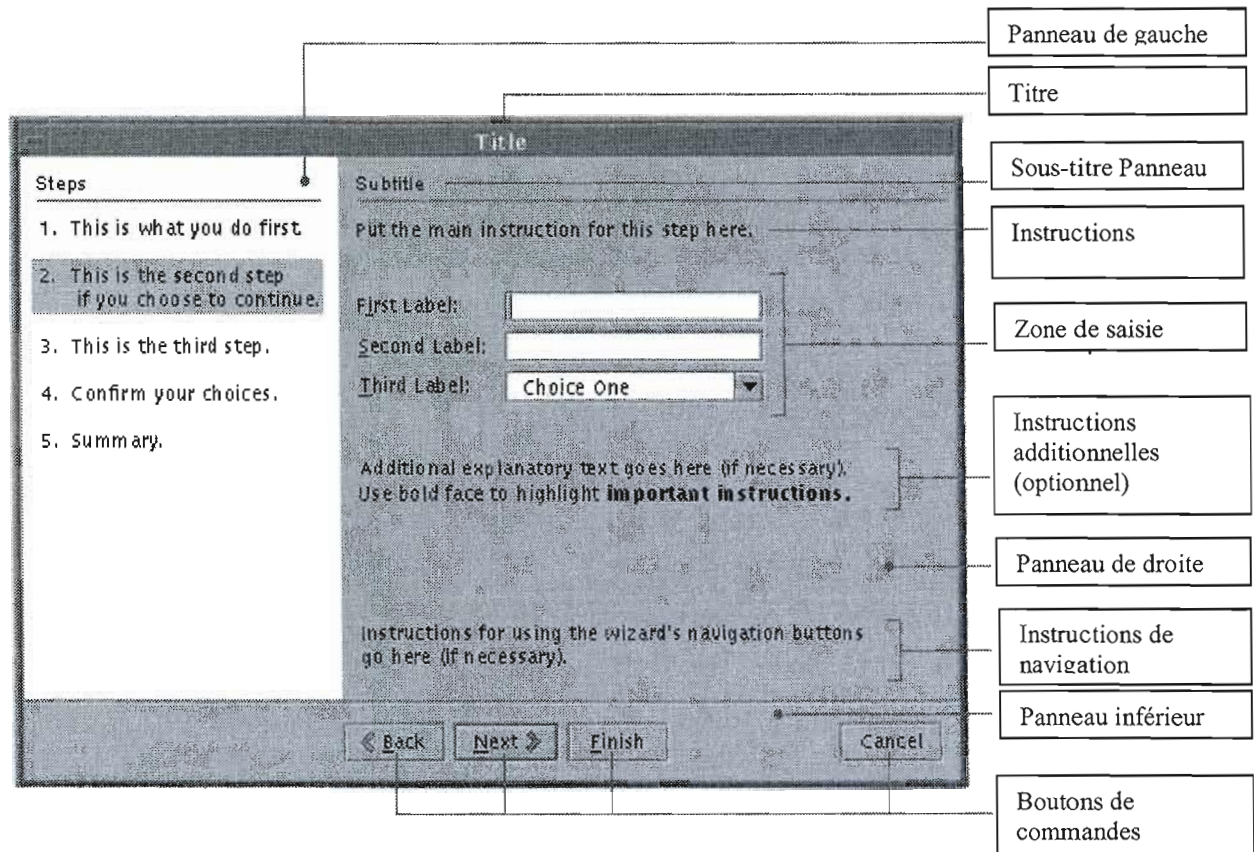 Panneau de gauche
Titre
Title
Steps
1. This is what you do first.
2. This is the second step
if you choose to continue.
3. This is the third step.
4. Confirm your choices.
5. Summary.
Subtitle
Put the main instruction for this step here.
First Label:
Second Label:
Third Label:
Choice One
Additional explanatory text goes here (if necessary).
Use bold face to highlight important instructions.
Instructions for using the wizard's navigation buttons
go here (if necessary).
Back
Next
Finish
Cancel
Sous-titre Panneau
Instructions
Zone de saisie
Instructions
additionnelles
(optionnel)
Panneau de droite
Instructions de
navigation
Panneau inférieur
Boutons de
commandes